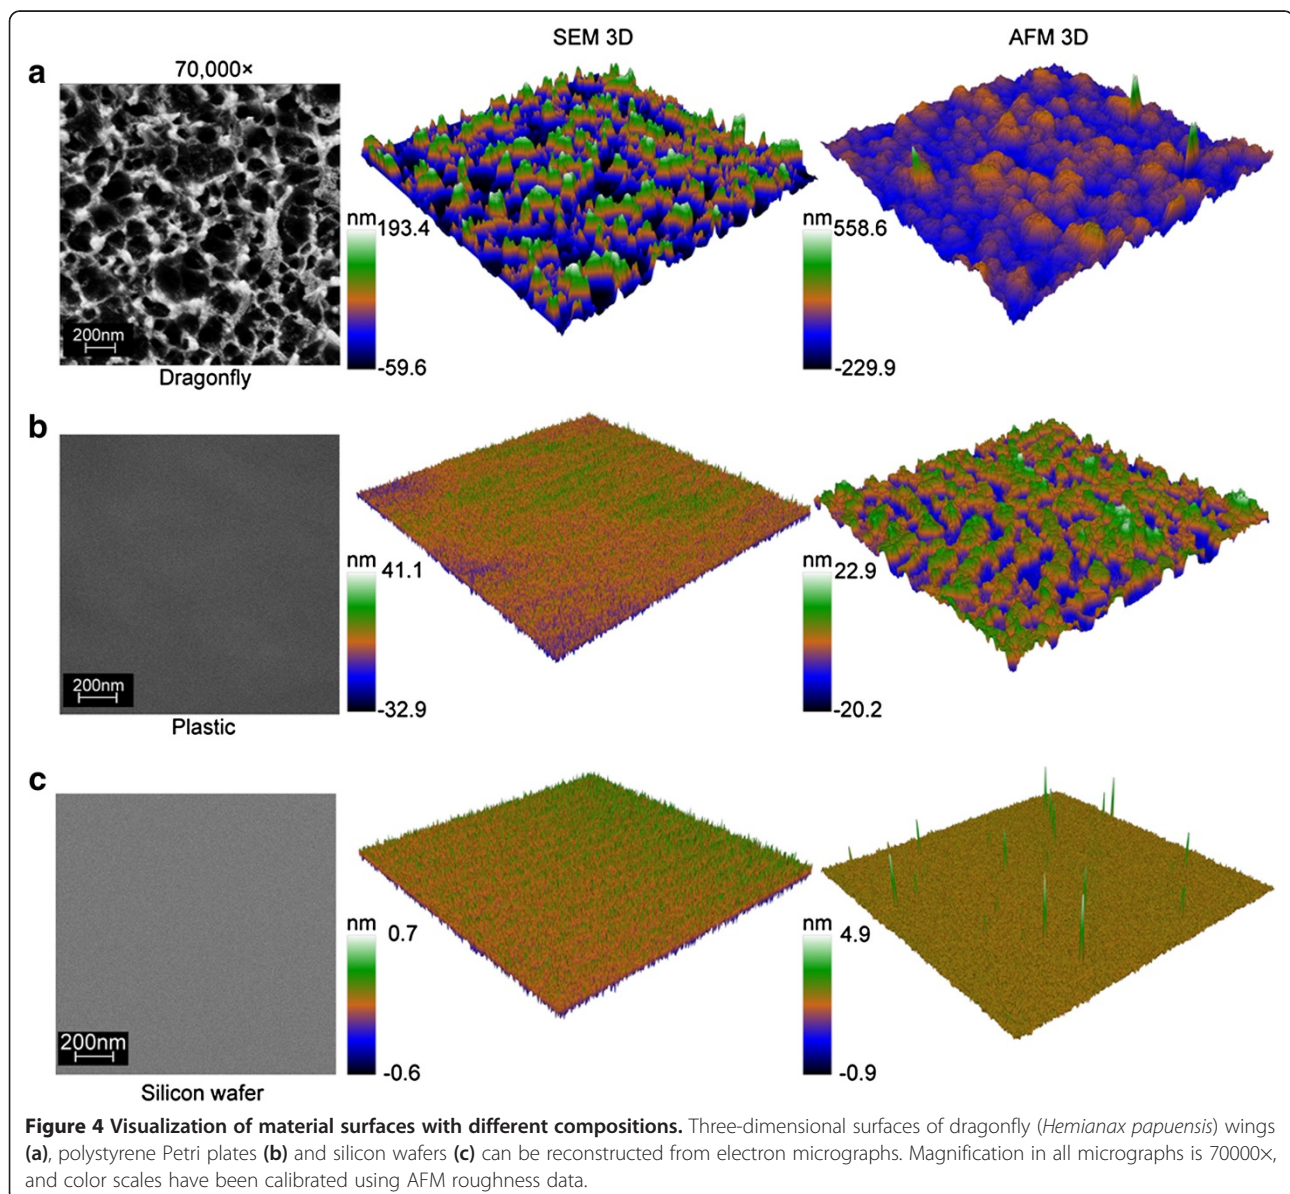 SEM 3D
AFM 3D
a
70,000×
nm
193.4
-59.6
nm
558.6
-229.9
200nm
Dragonfly
b
nm
41.1
-32.9
nm
22.9
-20.2
200nm
Plastic
c
nm
0.7
-0.6
nm
4.9
-0.9
200nm
Silicon wafer
Figure 4 Visualization of material surfaces with different compositions. Three-dimensional surfaces of dragonfly (Hemianax papuensis) wings
(a), polystyrene Petri plates (b) and silicon wafers (c) can be reconstructed from electron micrographs. Magnification in all micrographs is 70000×,
and color scales have been calibrated using AFM roughness data.